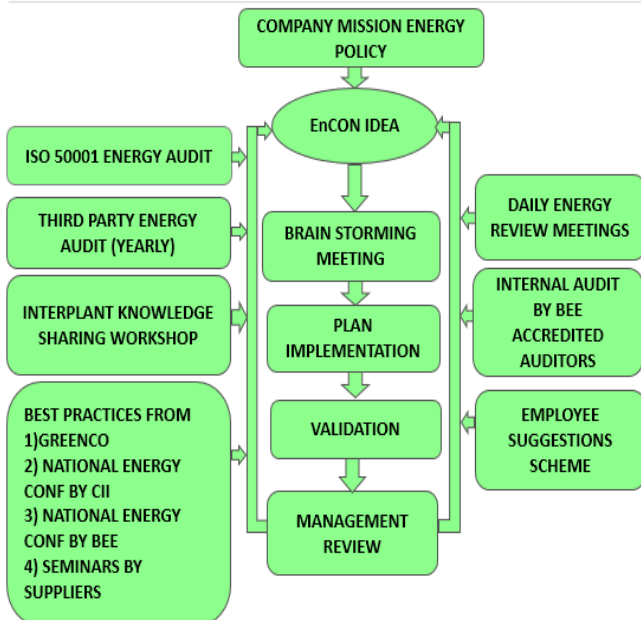 COMPANY MISSION ENERGY
POLICY
EnCON IDEA
ISO 50001 ENERGY AUDIT
THIRD PARTY ENERGY
AUDIT (YEARLY)
INTERPLANT KNOWLEDGE
SHARING WORKSHOP
BEST PRACTICES FROM
1)GREENCO
2) NATIONAL ENERGY
CONF BY CII
3) NATIONAL ENERGY
CONF BY BEE
4) SEMINARS BY
SUPPLIERS
BRAIN STORMING
MEETING
PLAN
IMPLEMENTATION
VALIDATION
MANAGEMENT
REVIEW
DAILY ENERGY
REVIEW MEETINGS
INTERNAL AUDIT
BY BEE
ACCREDITED
AUDITORS
EMPLOYEE
SUGGESTIONS
SCHEME